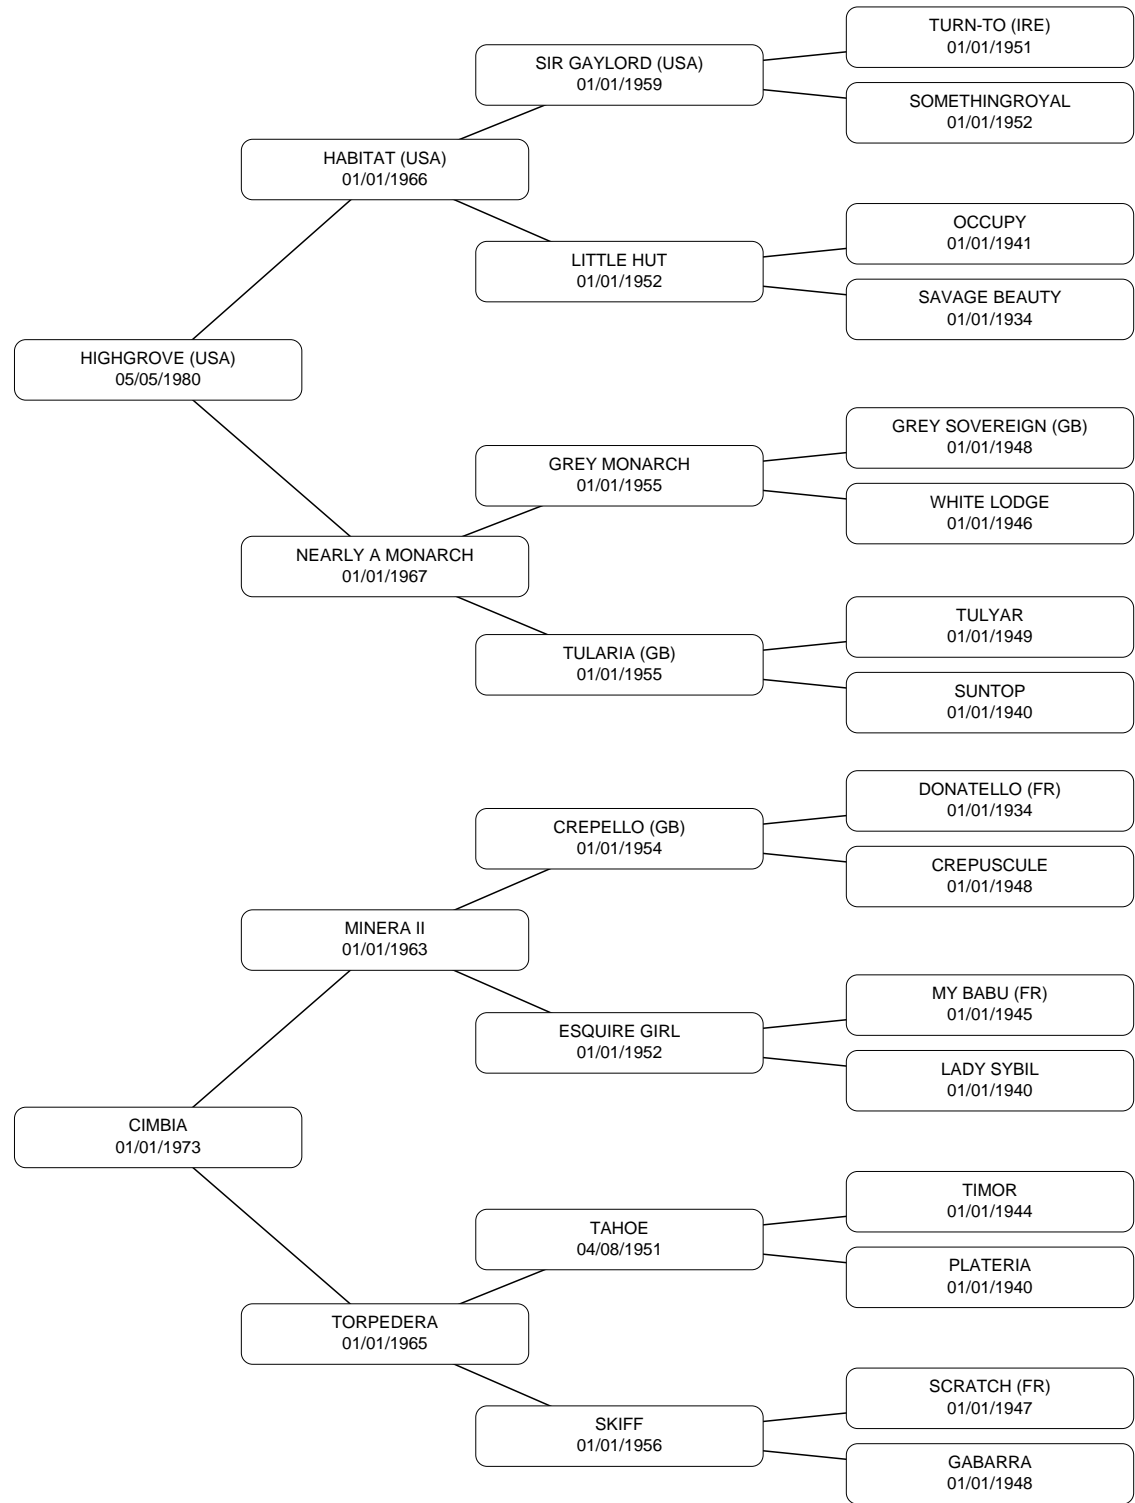 TURN-TO (IRE)
01/01/1951
SIR GAYLORD (USA)
01/01/1959
SOMETHINGROYAL
01/01/1952
HABITAT (USA)
01/01/1966
OCCUPY
01/01/1941
LITTLE HUT
01/01/1952
SAVAGE BEAUTY
01/01/1934
HIGHGROVE (USA)
05/05/1980
GREY SOVEREIGN (GB)
01/01/1948
GREY MONARCH
01/01/1955
WHITE LODGE
01/01/1946
NEARLY A MONARCH
01/01/1967
TULYAR
01/01/1949
TULARIA (GB)
01/01/1955
SUNTOP
01/01/1940
DONATELLO (FR)
01/01/1934
CREPELLO (GB)
01/01/1954
CREPUSCULE
01/01/1948
MINERA II
01/01/1963
MY BABU (FR)
01/01/1945
ESQUIRE GIRL
01/01/1952
LADY SYBIL
01/01/1940
CIMBIA
01/01/1973
TIMOR
01/01/1944
TAHOE
04/08/1951
PLATERIA
01/01/1940
TORPEDERA
01/01/1965
SCRATCH (FR)
01/01/1947
SKIFF
01/01/1956
GABARRA
01/01/1948